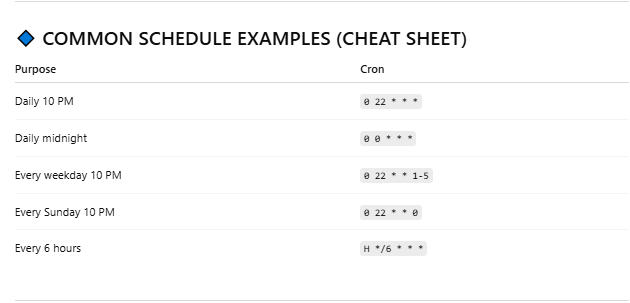 COMMON SCHEDULE EXAMPLES (CHEAT SHEET)
Purpose Cron
Daily 10 PM 0 22 * * *
Daily midnight 0 0 * * *
Every weekday 10 PM 0 22 * * 1-5
Every Sunday 10 PM 0 22 * * 0
Every 6 hours H */6 * * *